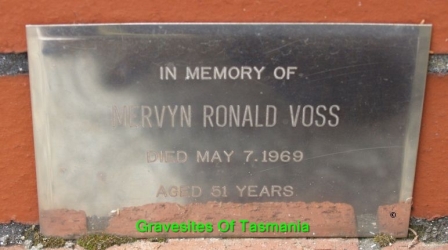 IN MEMORY OF
MERVYN RONALD VOSS
DIED MAY 7. 1969
AGED 51 YEARS
Gravesites Of Tasmania
©